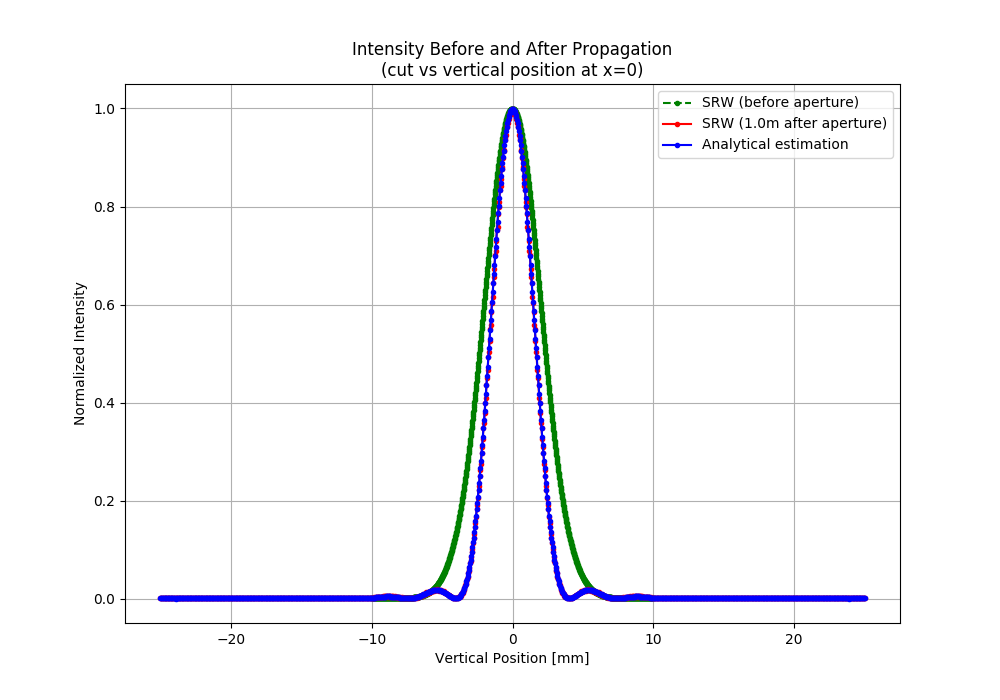 Intensity Before and After Propagation
(cut vs vertical position at x=0)
SRW (before aperture)
SRW (1.0m after aperture)
Analytical estimation
Normalized Intensity
1.0
0.8
0.6
0.4
0.2
0.0
−20
−10
0
10
20
Vertical Position [mm]